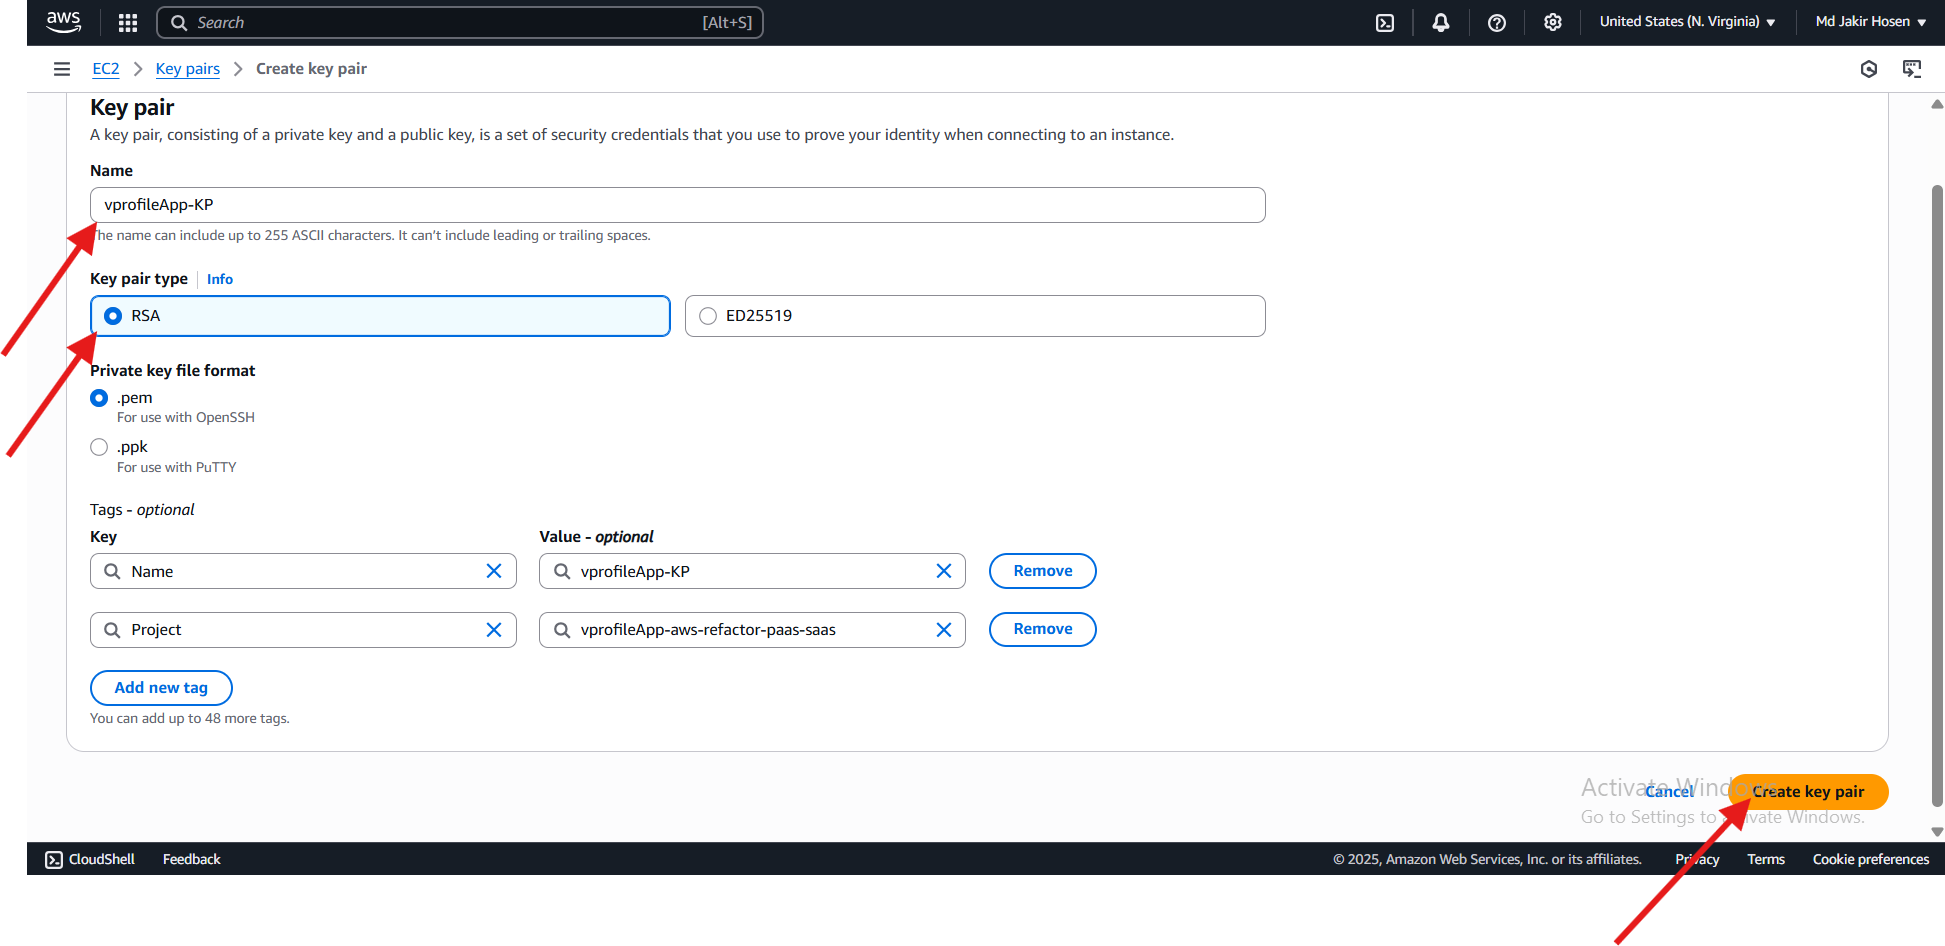 aws
Search [Alt+S]
United States (N. Virginia)
Md Jakir Hosen
EC2 > Key pairs > Create key pair
Key pair
A key pair, consisting of a private key and a public key, is a set of security credentials that you use to prove your identity when connecting to an instance.
Name
vprofileApp-KP
The name can include up to 255 ASCII characters. It can't include leading or trailing spaces.
Key pair type Info
RSA
ED25519
Private key file format
.pem
For use with OpenSSH
.ppk
For use with PuTTY
Tags - optional
Key Value - optional
Name vprofileApp-KP Remove
Project vprofileApp-aws-refactor-paas-saas Remove
Add new tag
You can add up to 48 more tags.
Activate Windows
Cancel Create key pair
Go to Settings to activate Windows.
CloudShell Feedback © 2025, Amazon Web Services, Inc. or its affiliates. Privacy Terms Cookie preferences